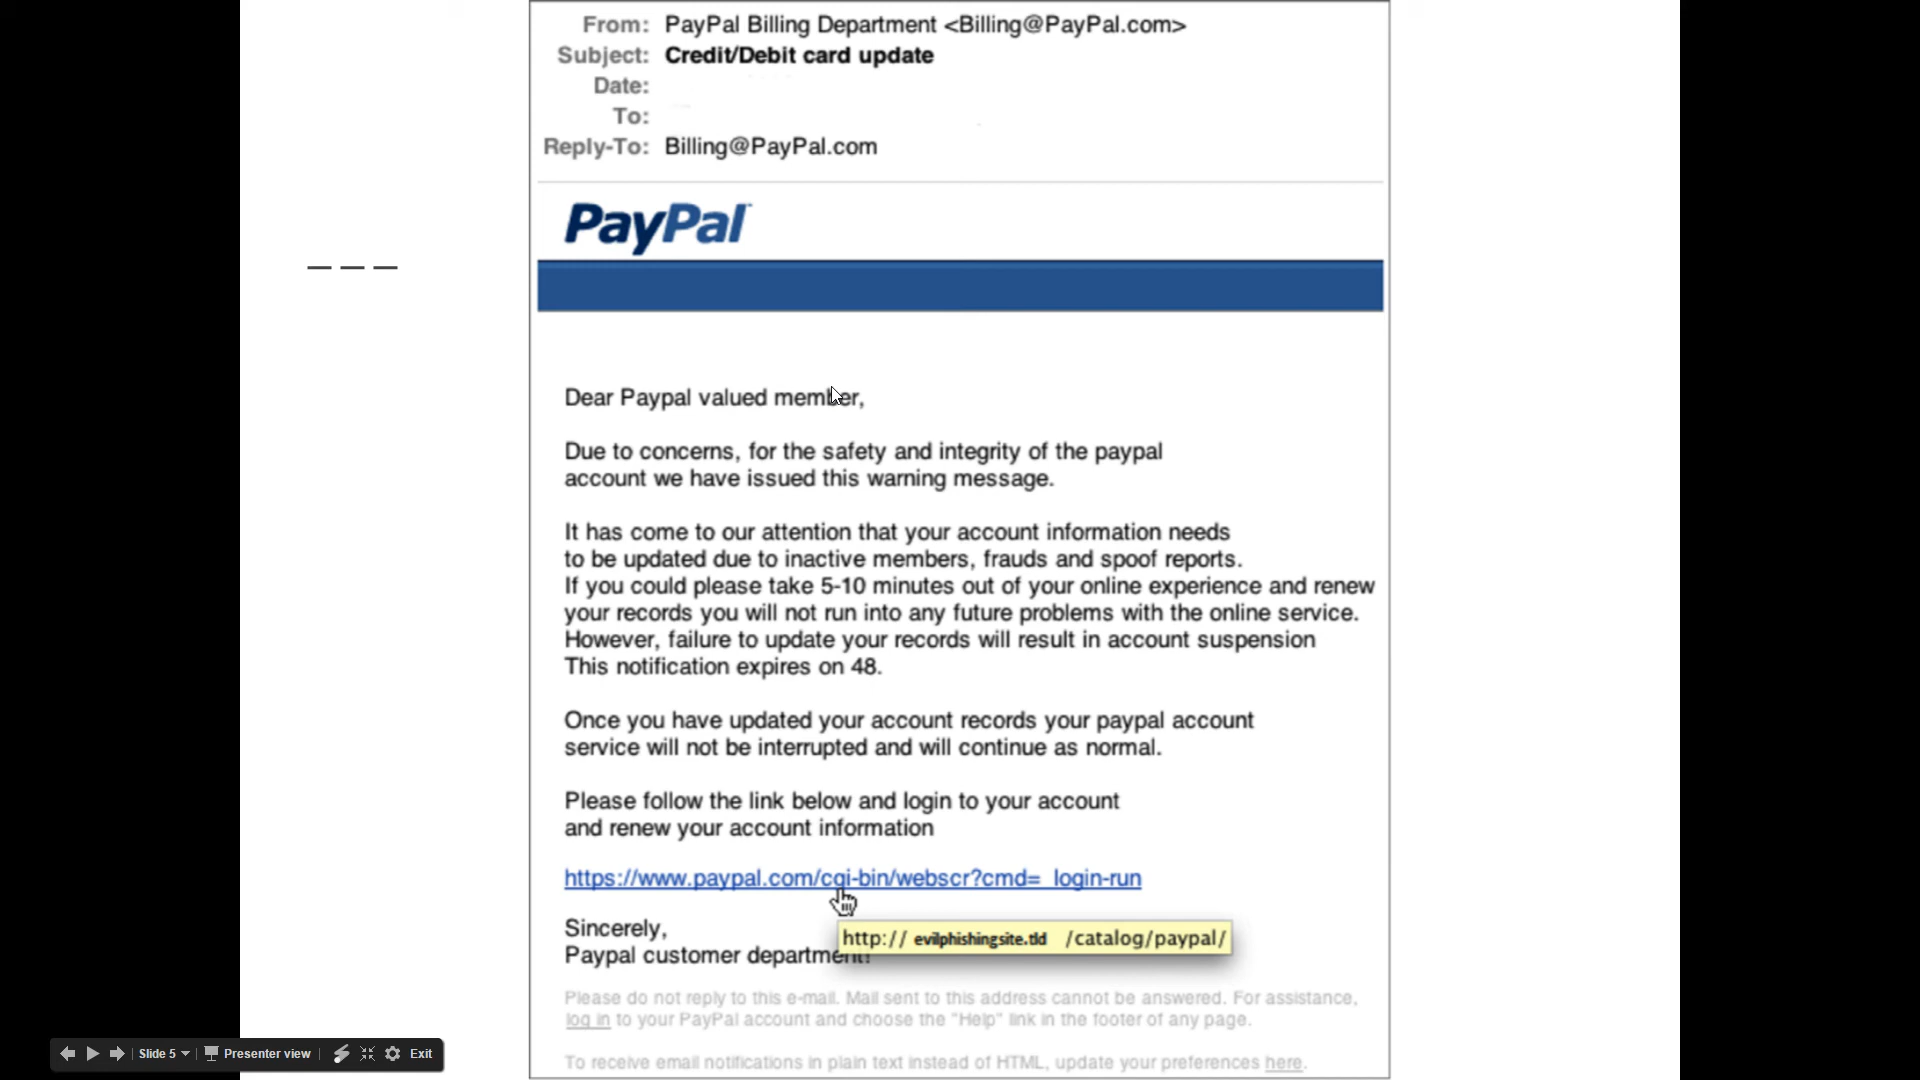 From: PayPal Billing Department <Billing@PayPal.com>
Subject: Credit/Debit card update
Date:
To:
Reply-To: Billing@PayPal.com
PayPal
Dear Paypal valued member,
Due to concerns, for the safety and integrity of the paypal
account we have issued this warning message.
It has come to our attention that your account information needs
to be updated due to inactive members, frauds and spoof reports.
If you could please take 5-10 minutes out of your online experience and renew
your records you will not run into any future problems with the online service.
However, failure to update your records will result in account suspension
This notification expires on 48.
Once you have updated your account records your paypal account
service will not be interrupted and will continue as normal.
Please follow the link below and login to your account
and renew your account information
https://www.paypal.com/cgi-bin/webscr?cmd=_login-run
Sincerely,
http:// evilphishingsite.tld /catalog/paypal/
Paypal customer department!
Please do not reply to this e-mail. Mail sent to this address cannot be answered. For assistance,
log in to your PayPal account and choose the "Help" link in the footer of any page.
To receive email notifications in plain text instead of HTML, update your preferences here.
Slide 5 Presenter view Exit